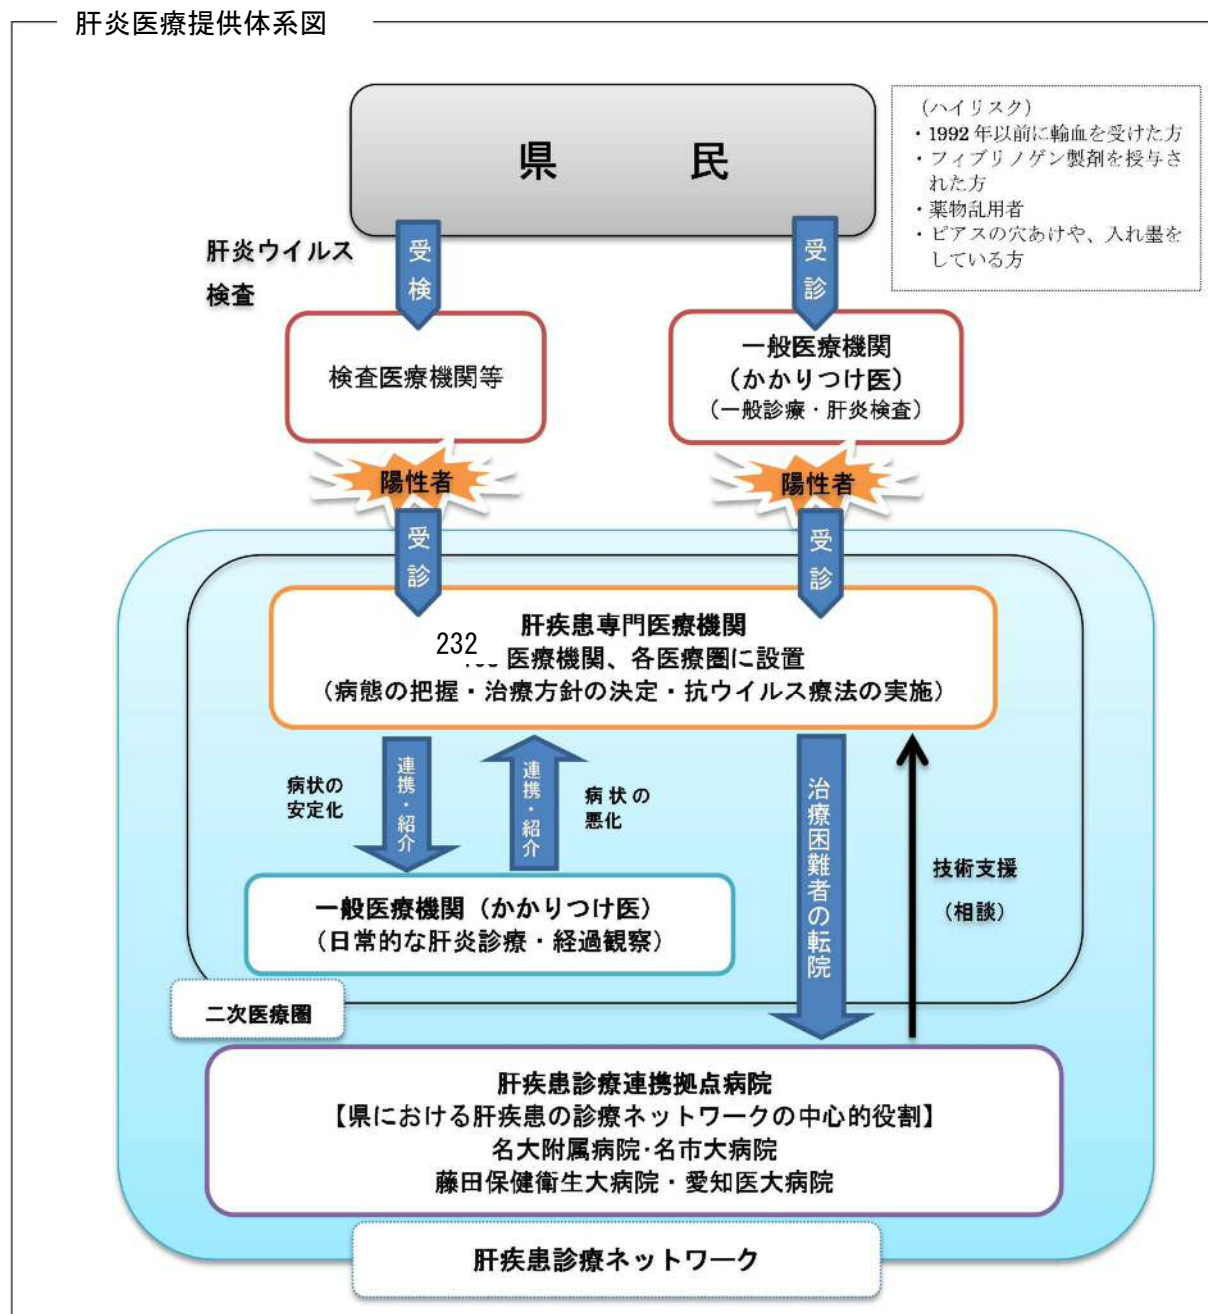 肝炎医療提供体系図
県 民
(ハイリスク)
・1992年以前に輸血を受けた方
・フィブリノゲン製剤を授与さ
れた方
・薬物乱用者
・ピアスの穴あけや、入れ墨を
している方
肝炎ウイルス
検査
受検
受診
検査医療機関等
一般医療機関
（かかりつけ医）
（一般診療・肝炎検査）
陽性者
陽性者
受診
受診
肝疾患専門医療機関
232 医療機関、各医療圏に設置
（病態の把握・治療方針の決定・抗ウイルス療法の実施）
病状の
安定化
連携・紹介
連携・紹介
病状の
悪化
治療困難者の転院
技術支援
（相談）
一般医療機関（かかりつけ医）
（日常的な肝炎診療・経過観察）
二次医療圏
肝疾患診療連携拠点病院
【県における肝疾患の診療ネットワークの中心的役割】
名大附属病院･名市大病院
藤田保健衛生大病院・愛知医大病院
肝疾患診療ネットワーク